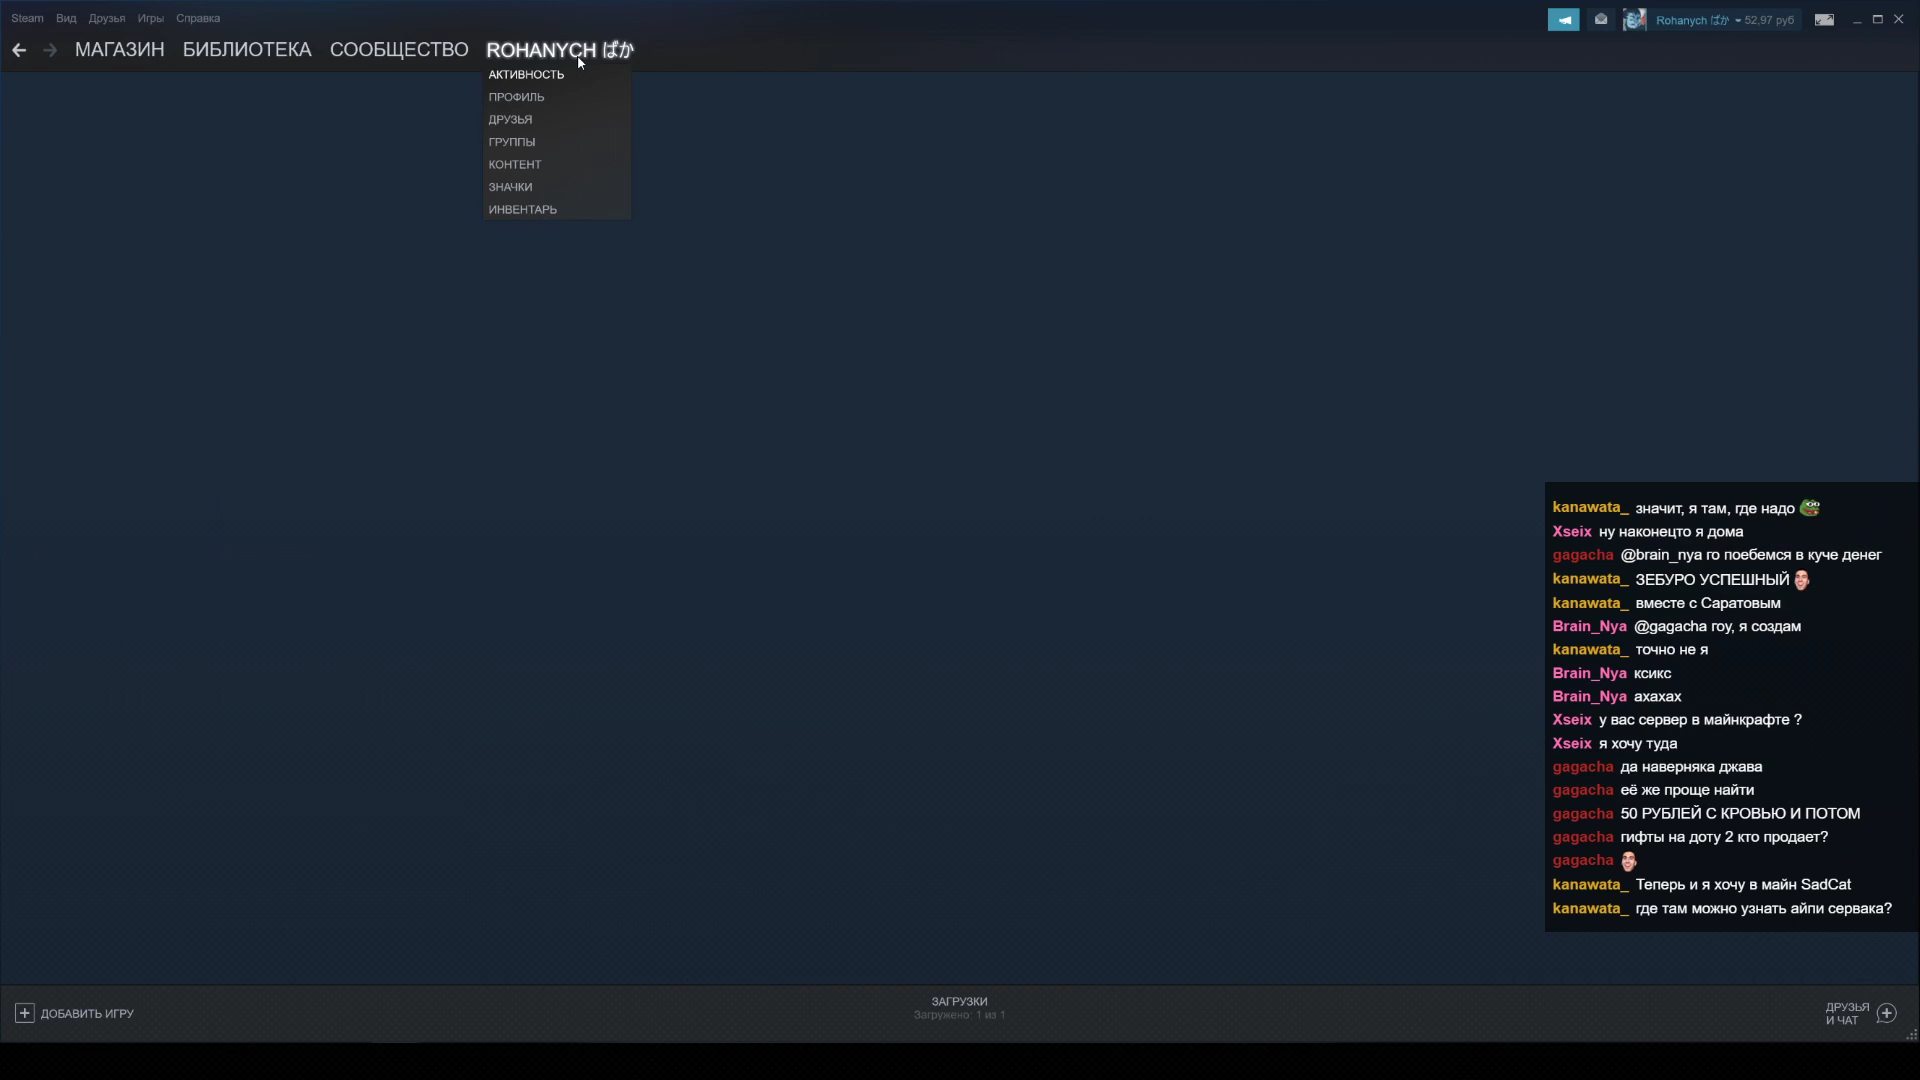 Steam Вид Друзья Игры Справка
Rohanych ばか 52,97 руб
МАГАЗИН БИБЛИОТЕКА СООБЩЕСТВО ROHANYCH ばか
АКТИВНОСТЬ
ПРОФИЛЬ
ДРУЗЬЯ
ГРУППЫ
КОНТЕНТ
ЗНАЧКИ
ИНВЕНТАРЬ
kanawata_ значит, я там, где надо
Xseix ну наконецто я дома
gagacha @brain_nya го поебемся в куче денег
kanawata_ ЗЕБУРО УСПЕШНЫЙ
kanawata_ вместе с Саратовым
Brain_Nya @gagacha гоу, я создам
kanawata_ точно не я
Brain_Nya ксикс
Brain_Nya ахахах
Xseix у вас сервер в майнкрафте ?
Xseix я хочу туда
gagacha да наверняка джава
gagacha её же проще найти
gagacha 50 РУБЛЕЙ С КРОВЬЮ И ПОТОМ
gagacha гифты на доту 2 кто продает?
gagacha
kanawata_ Теперь и я хочу в майн SadCat
kanawata_ где там можно узнать айпи сервака?
ДОБАВИТЬ ИГРУ
ЗАГРУЗКИ
Загружено: 1 из 1
ДРУЗЬЯ
И ЧАТ